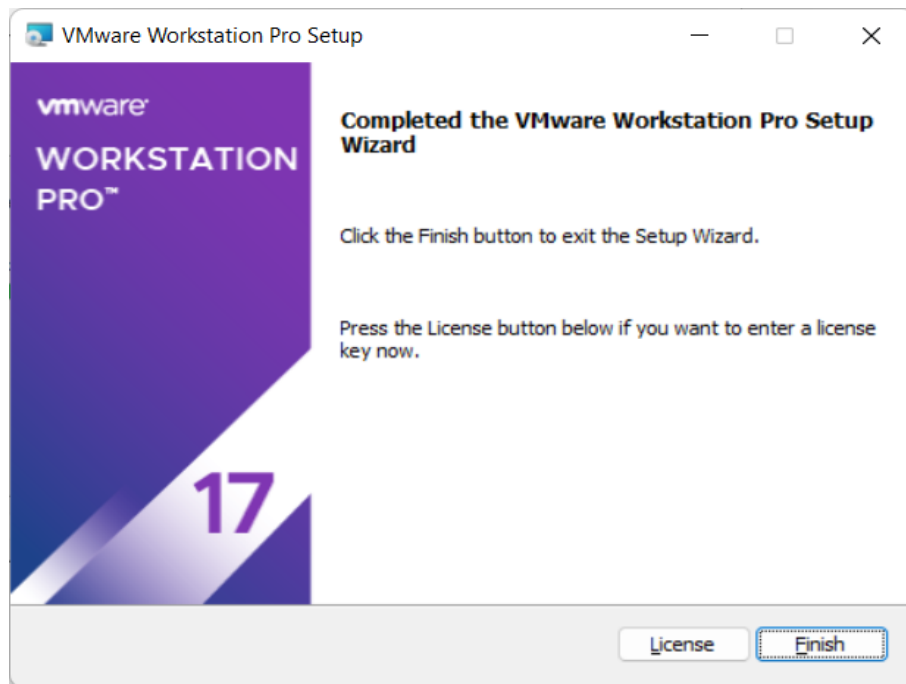 VMware Workstation Pro Setup
vmware®
WORKSTATION
PRO™
17
Completed the VMware Workstation Pro Setup
Wizard
Click the Finish button to exit the Setup Wizard.
Press the License button below if you want to enter a license
key now.
License
Finish